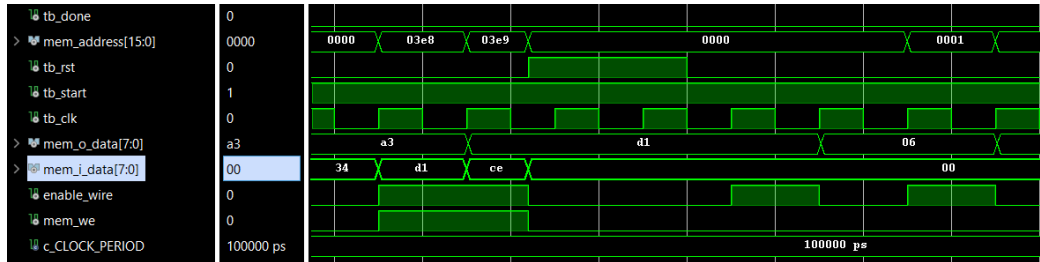 tb_done 0
mem_address[15:0] 0000 0000 03e8 03e9 0000 0001
tb_rst 0
tb_start 1
tb_clk 0
mem_o_data[7:0] a3 a3 d1 06
mem_i_data[7:0] 00 34 d1 ce 00
enable_wire 0
mem_we 0
c_CLOCK_PERIOD 100000 ps 100000 ps